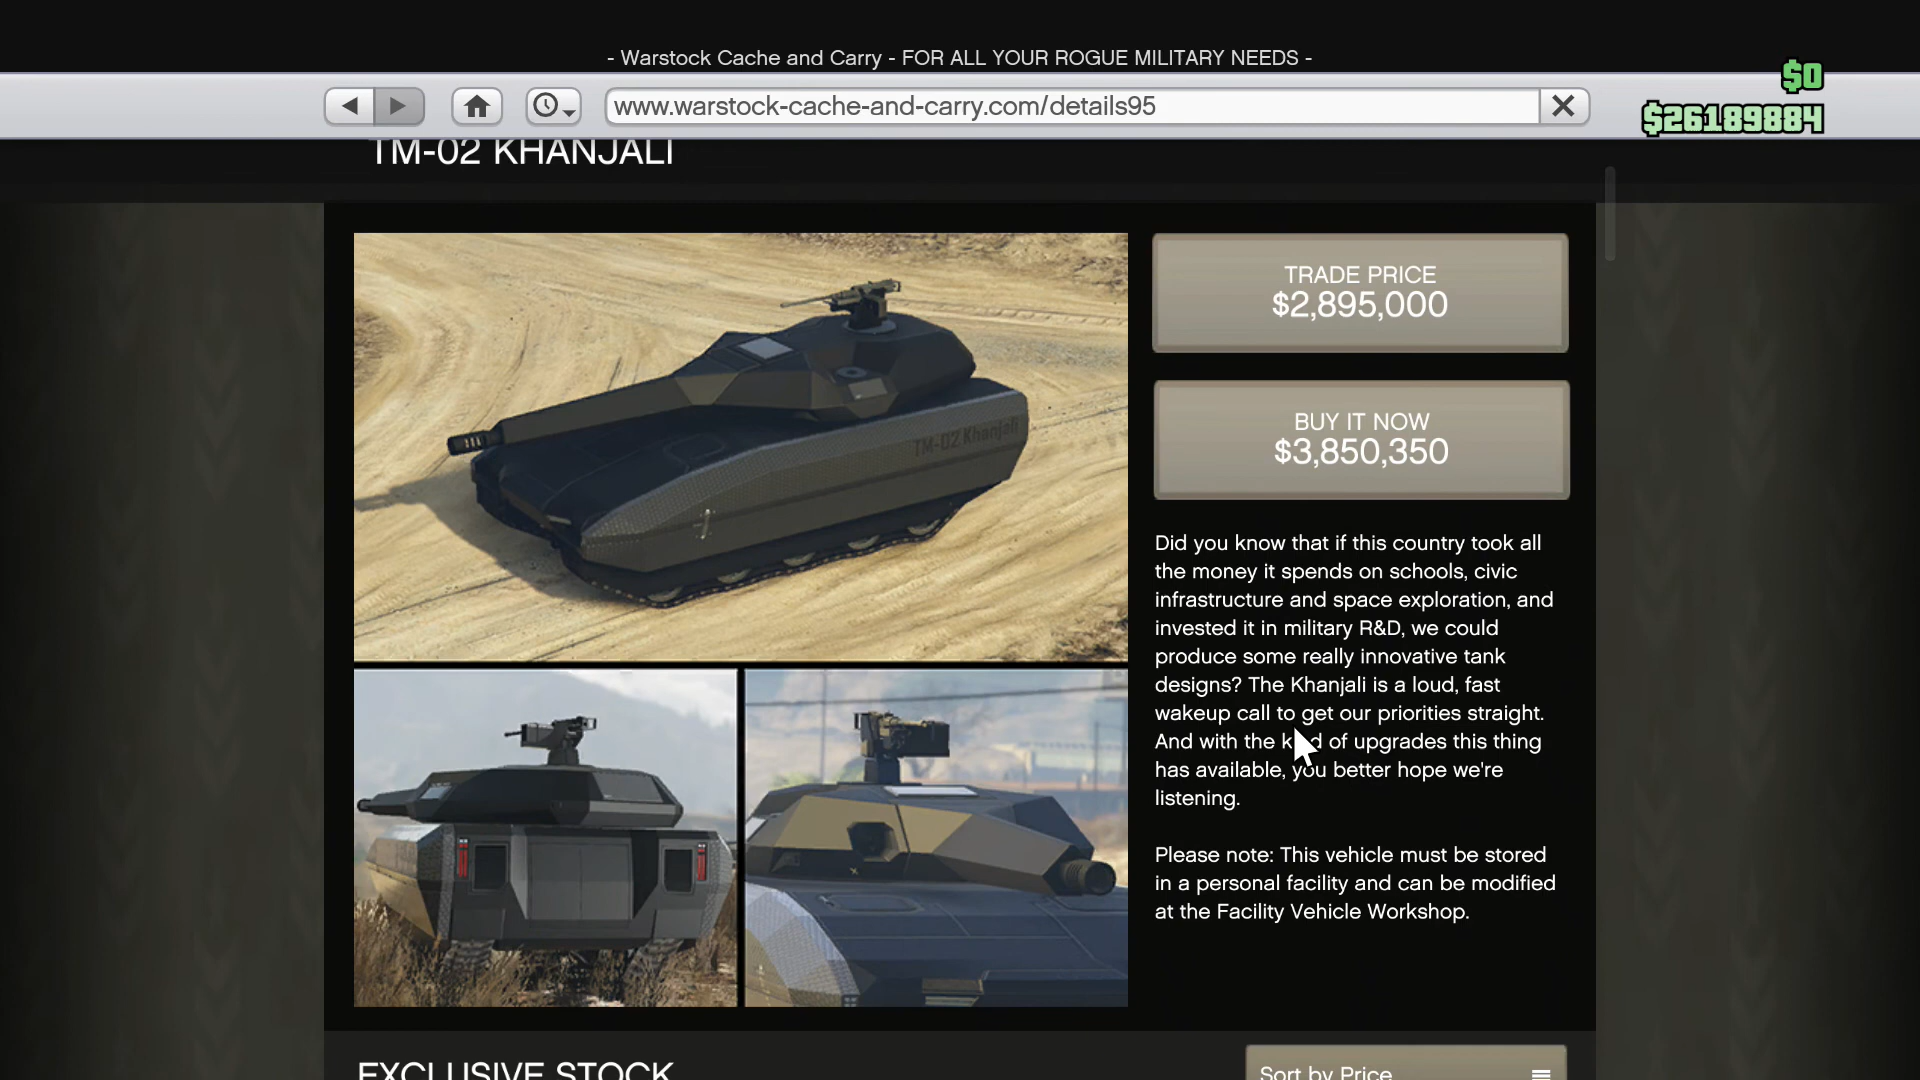 - Warstock Cache and Carry - FOR ALL YOUR ROGUE MILITARY NEEDS -
$0
www.warstock-cache-and-carry.com/details95
$26189884
TM-02 KHANJALI
TM-02 Khanjali
TRADE PRICE
$2,895,000
BUY IT NOW
$3,850,350
Did you know that if this country took all
the money it spends on schools, civic
infrastructure and space exploration, and
invested it in military R&D, we could
produce some really innovative tank
designs? The Khanjali is a loud, fast
wakeup call to get our priorities straight.
And with the kind of upgrades this thing
has available, you better hope we're
listening.
Please note: This vehicle must be stored
in a personal facility and can be modified
at the Facility Vehicle Workshop.
EXCLUSIVE STOCK
Sort by Price